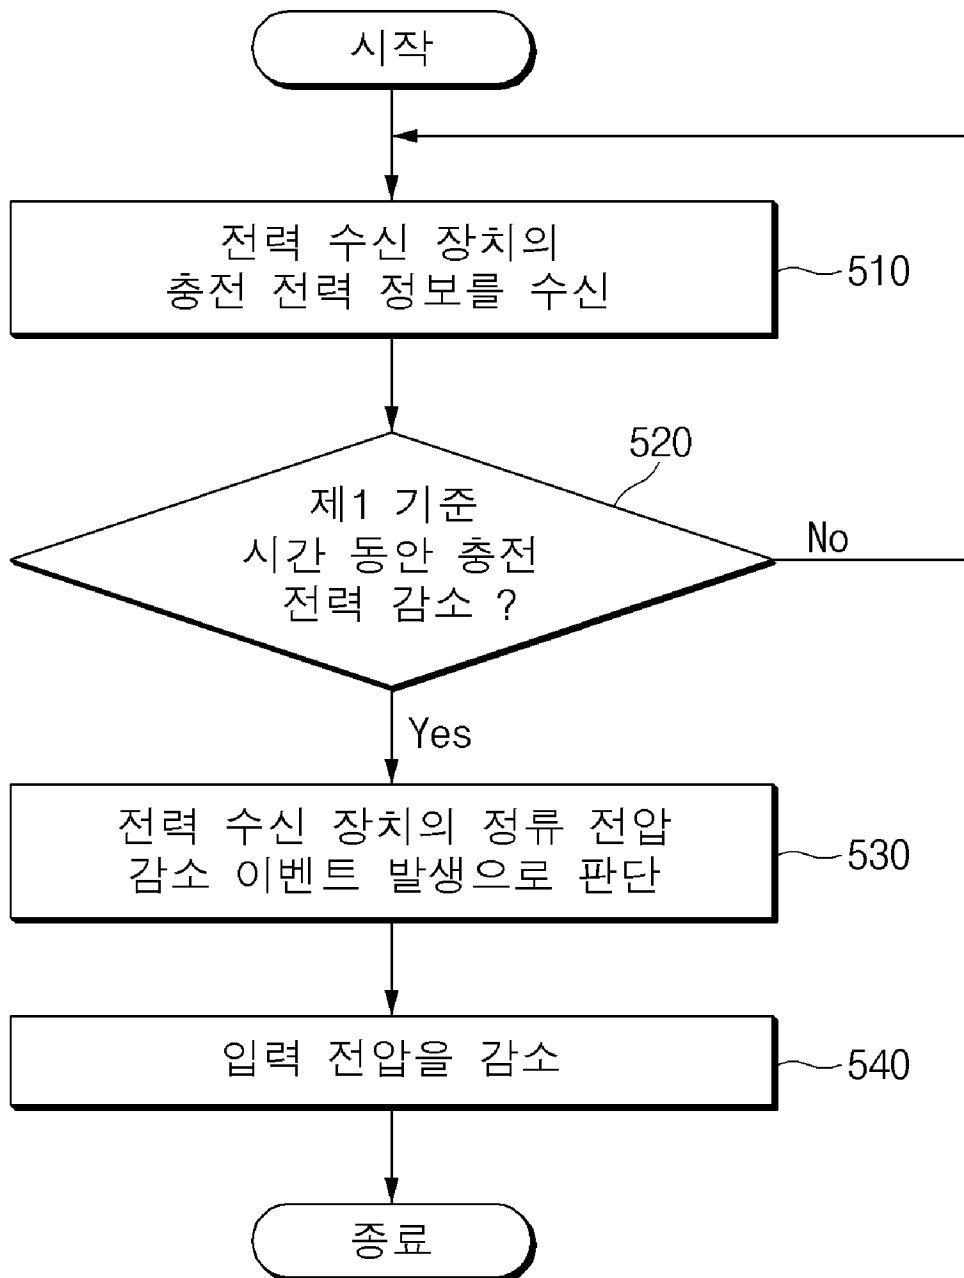 시작
전력 수신 장치의
충전 전력 정보를 수신
510
520
제1 기준
시간 동안 충전
전력 감소 ?
No
Yes
전력 수신 장치의 정류 전압
감소 이벤트 발생으로 판단
530
입력 전압을 감소
540
종료